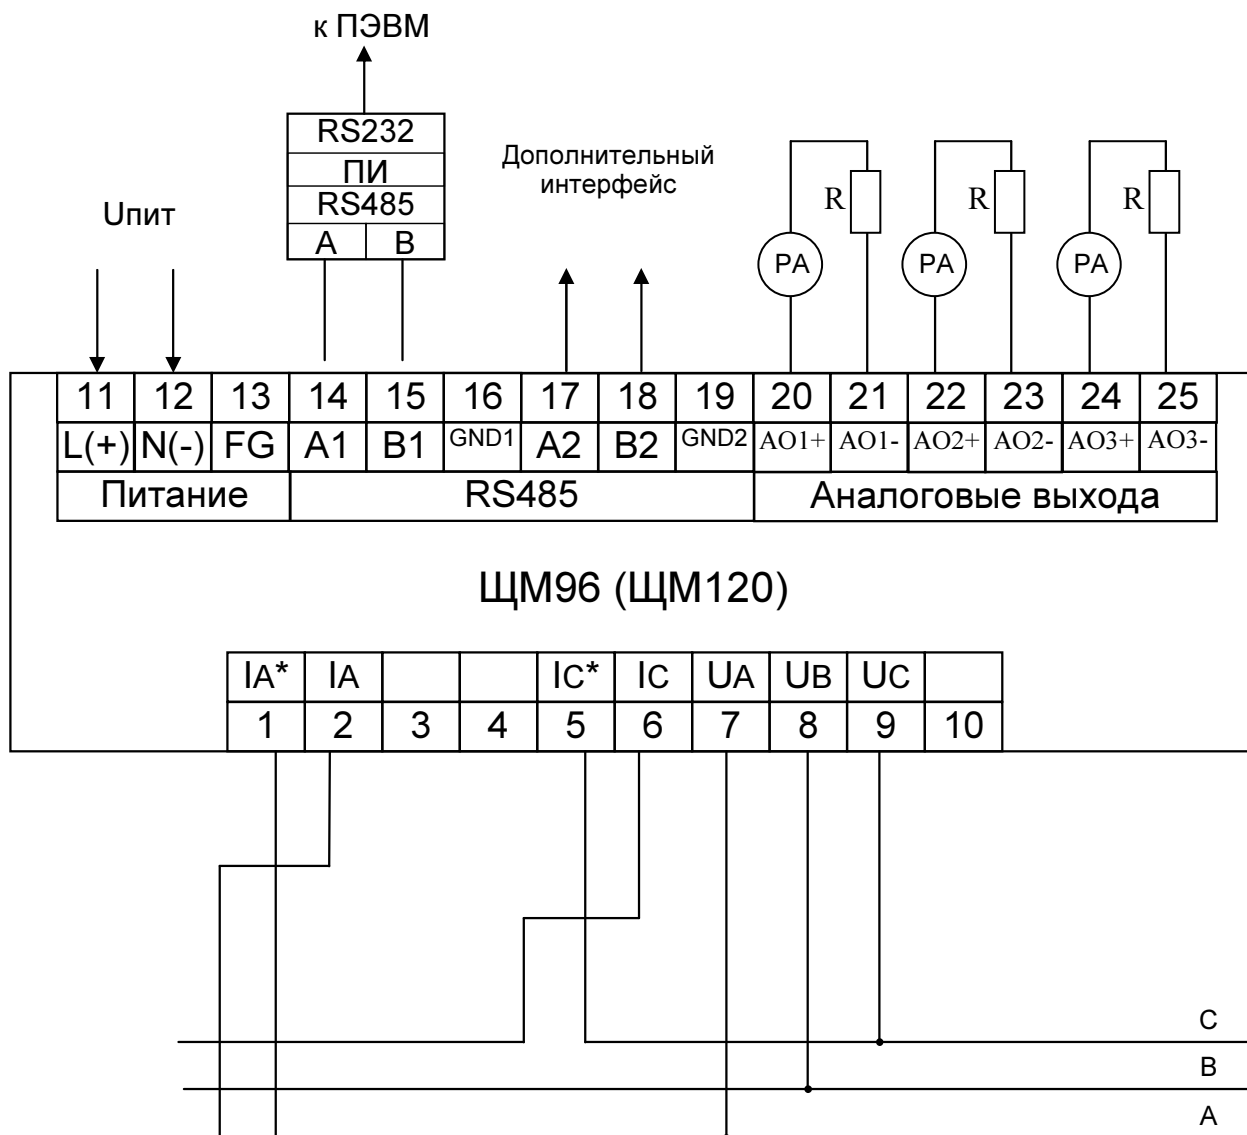 к ПЭВМ
RS232
ПИ
RS485
A B
Дополнительный
интерфейс
Uпит
R R R
PA PA PA
11 12 13 14 15 16 17 18 19 20 21 22 23 24 25
L(+) N(-) FG A1 B1 GND1 A2 B2 GND2 AO1+ AO1- AO2+ AO2- AO3+ AO3-
Питание RS485 Аналоговые выхода
ЩМ96 (ЩМ120)
IA* IA IC* IC UA UB UC
1 2 3 4 5 6 7 8 9 10
C
B
A